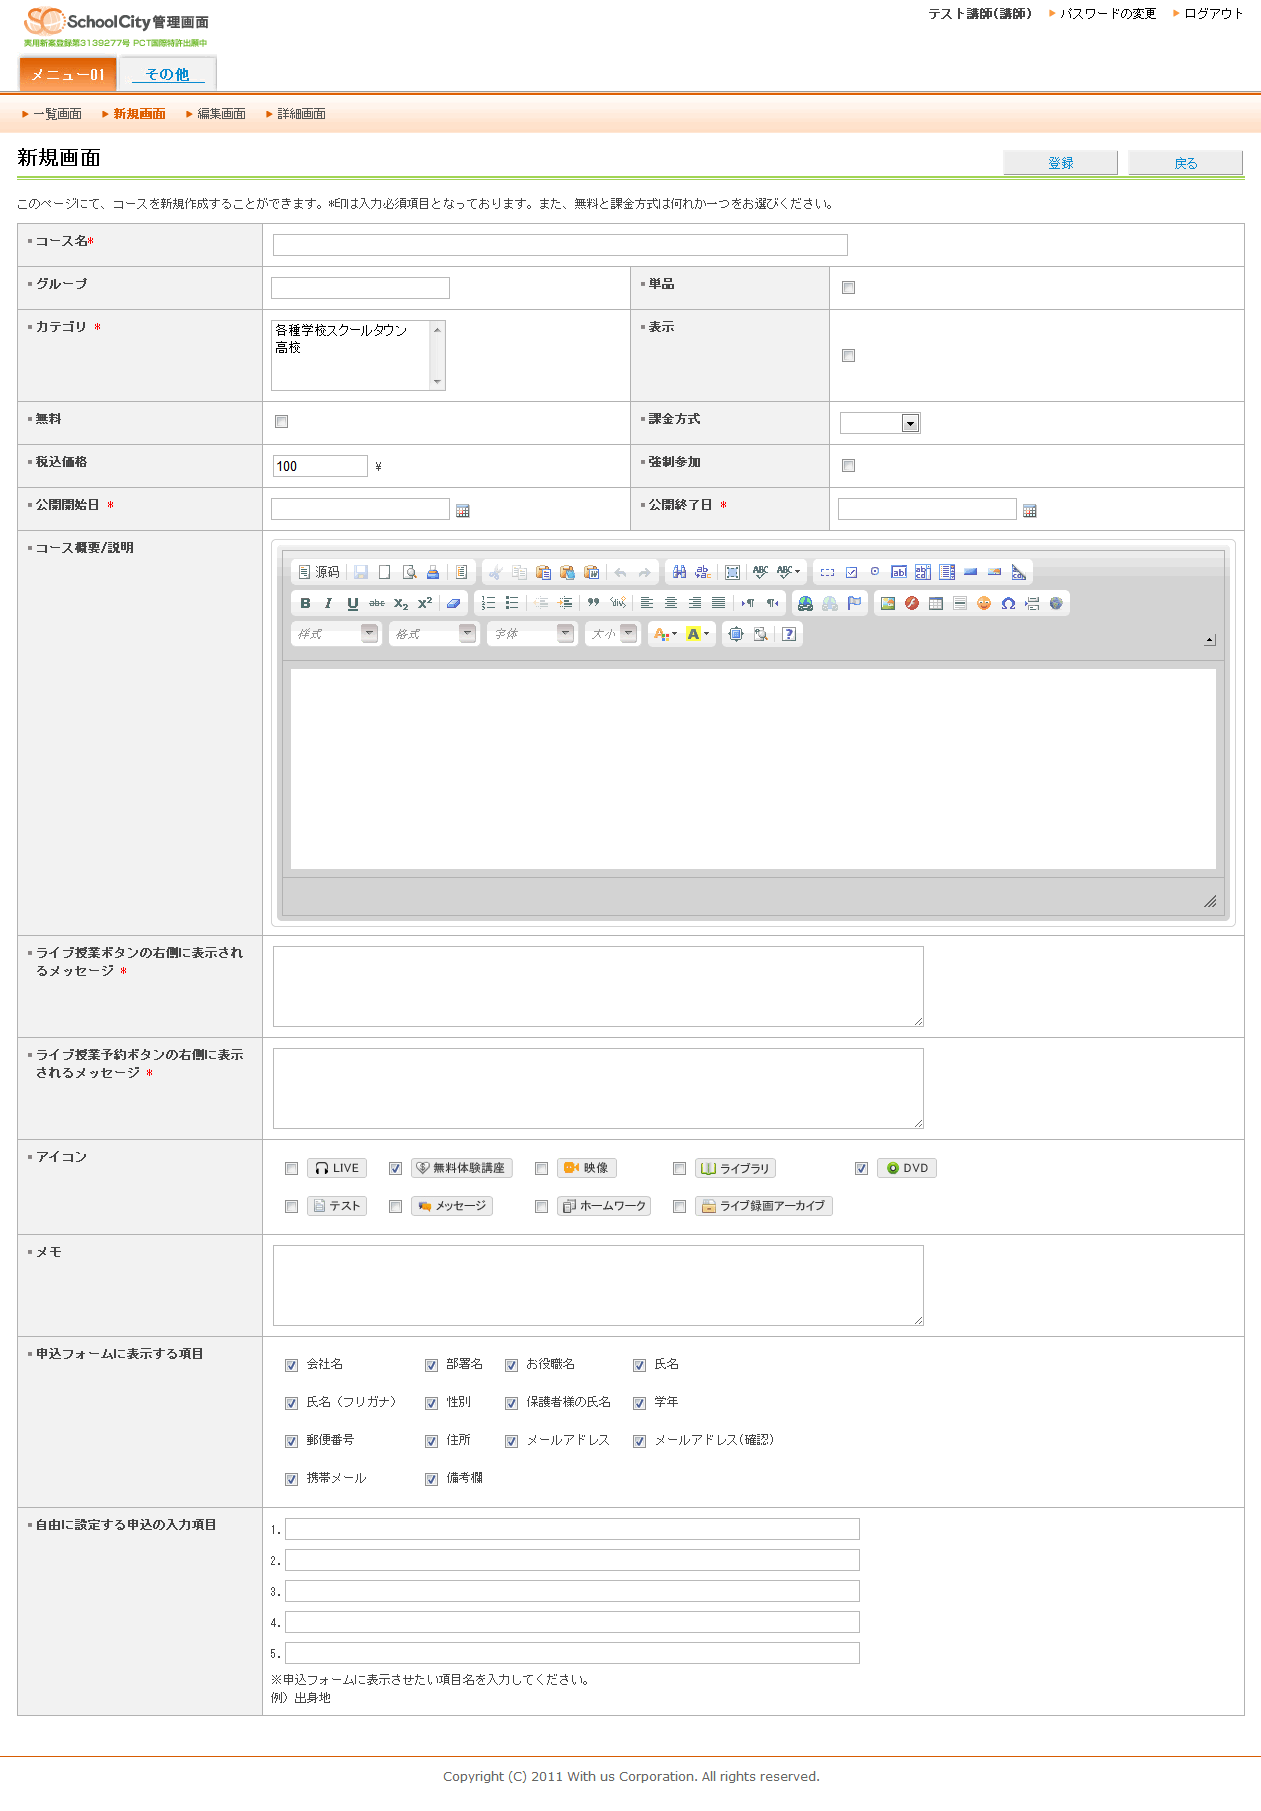 SchoolCity管理画面
実用新案登録第3139277号 PCT国際特許出願中
テスト講師(講師) パスワードの変更 ログアウト
メニュー01 その他
一覧画面 新規画面 編集画面 詳細画面
新規画面
登録 戻る
このページにて、コースを新規作成することができます。*印は入力必須項目となっております。また、無料と課金方式は何れか一つをお選びください。
コース名*
グループ 単品
カテゴリ * 各種学校スクールタウン 表示
高校
無料 課金方式
税込価格 100 ¥ 強制参加
公開開始日 * 公開終了日 *
コース概要/説明
源码
样式 格式 字体 大小
ライブ授業ボタンの右側に表示され
るメッセージ *
ライブ授業予約ボタンの右側に表示
されるメッセージ *
アイコン
LIVE 無料体験講座 映像 ライブラリ DVD
テスト メッセージ ホームワーク ライブ録画アーカイブ
メモ
申込フォームに表示する項目
会社名 部署名 お役職名 氏名
氏名（フリガナ） 性別 保護者様の氏名 学年
郵便番号 住所 メールアドレス メールアドレス(確認)
携帯メール 備考欄
自由に設定する申込の入力項目
1.
2.
3.
4.
5.
※申込フォームに表示させたい項目名を入力してください。
例）出身地
Copyright (C) 2011 With us Corporation. All rights reserved.